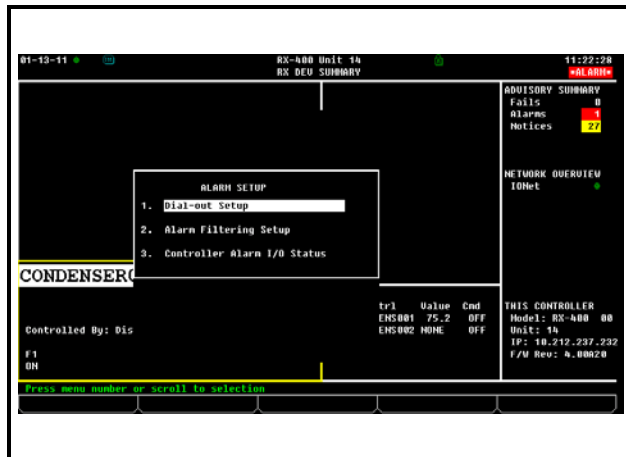 01-13-11
RX-400 Unit 14
11:22:28
RX DEV SUMMARY
*ALARM*
ADVISORY SUMMARY
Fails 0
Alarms 1
Notices 27
NETWORK OVERVIEW
IONet
ALARM SETUP
1. Dial-out Setup
2. Alarm Filtering Setup
3. Controller Alarm I/O Status
CONDENSER
trl Value Cmd
ENS001 75.2 OFF
ENS002 NONE OFF
Controlled By: Dis
F1
ON
THIS CONTROLLER
Model: RX-400 00
Unit: 14
IP: 10.212.237.232
F/W Rev: 4.00A20
Press menu number or scroll to selection